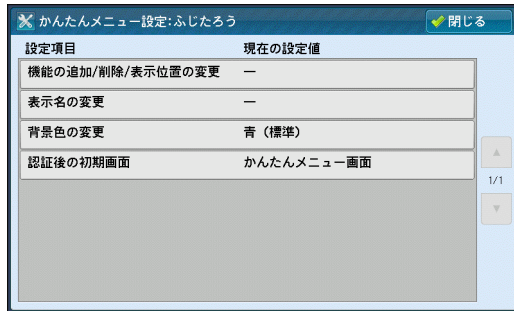 かんたんメニュー設定:ふじたろう 閉じる
設定項目 現在の設定値
機能の追加/削除/表示位置の変更 ー
表示名の変更 ー
背景色の変更 青（標準）
認証後の初期画面 かんたんメニュー画面
1/1